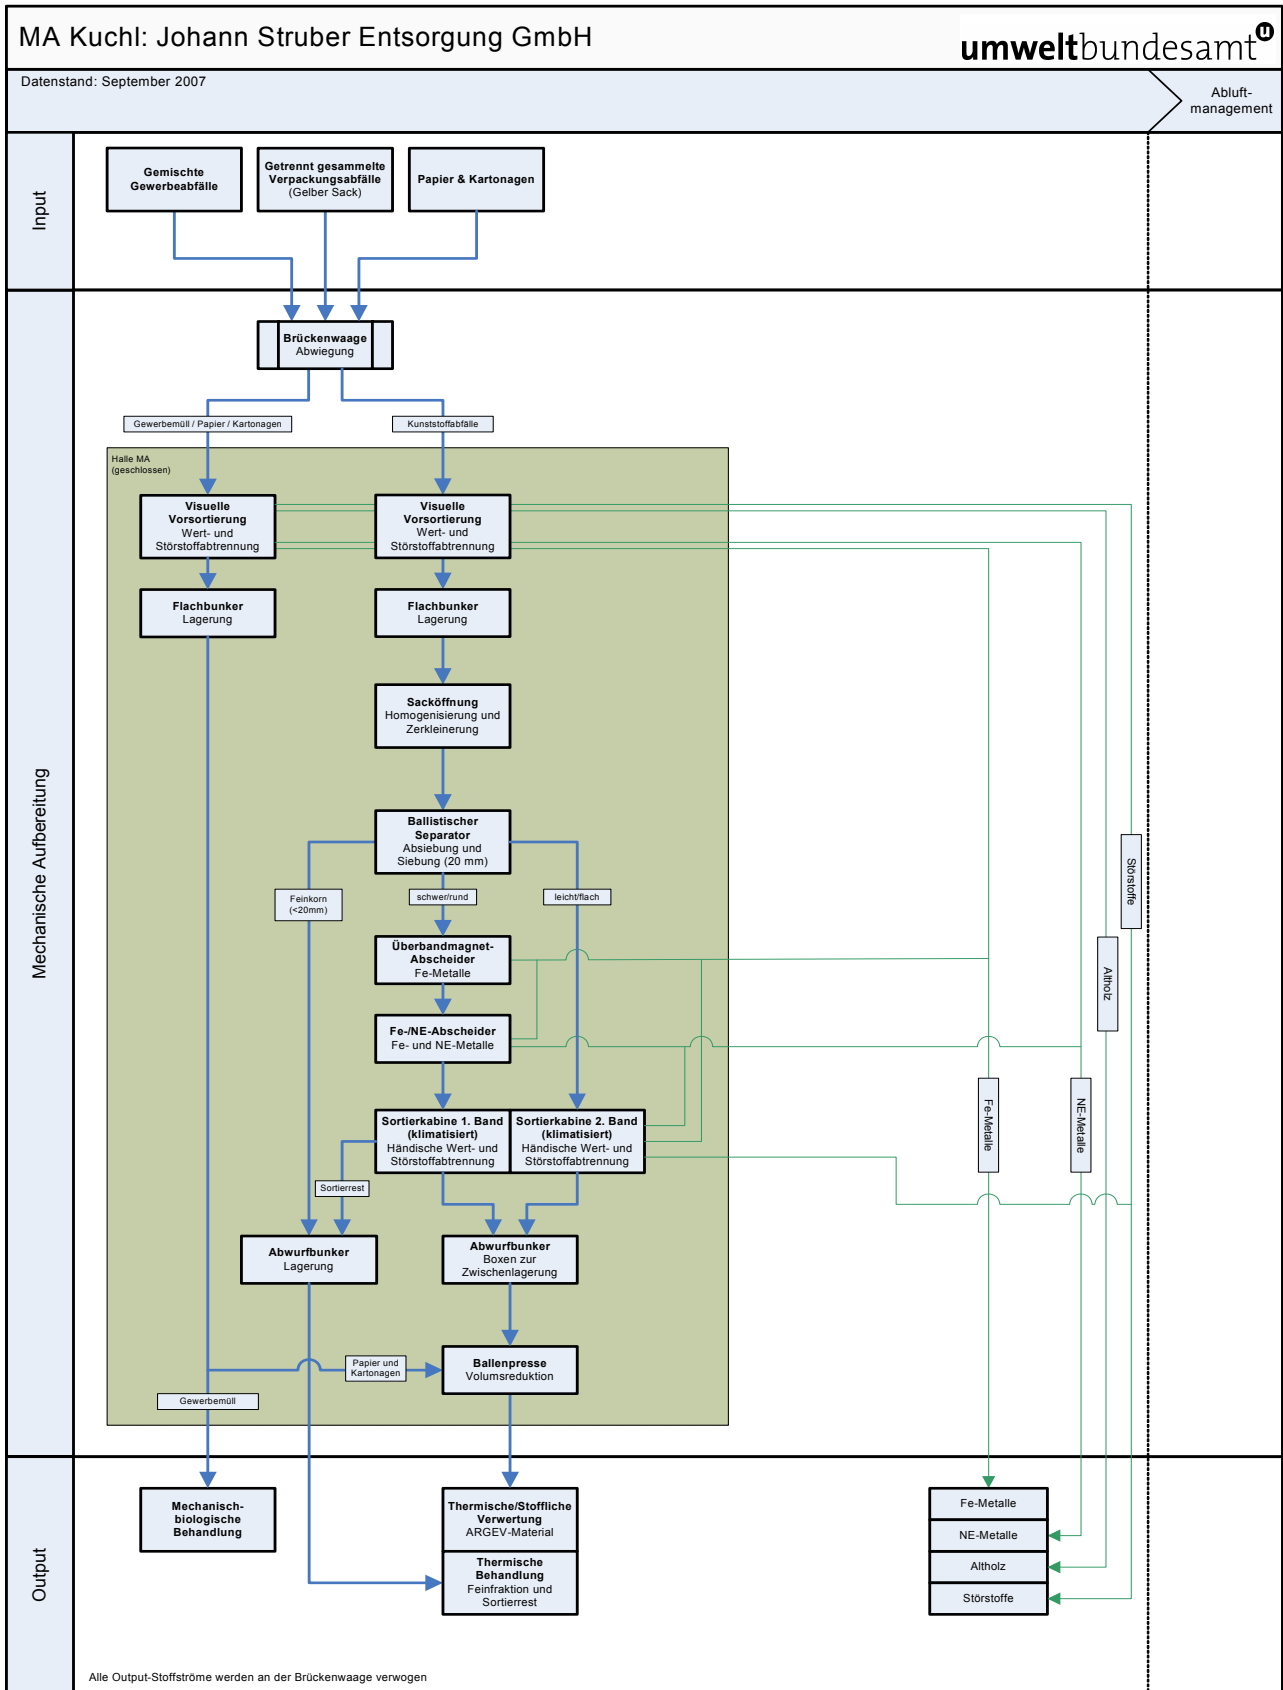 MA Kuchl: Johann Struber Entsorgung GmbH
umweltbundesamt
u
Datenstand: September 2007
Abluft-
management
Input
Gemischte
Gewerbeabfälle
Getrennt gesammelte
Verpackungsabfälle
(Gelber Sack)
Papier & Kartonagen
Mechanische Aufbereitung
Brückenwaage
Abwiegung
Gewerbemüll / Papier / Kartonagen
Kunststoffabfälle
Halle MA
(geschlossen)
Visuelle
Vorsortierung
Wert- und
Störstoffabtrennung
Visuelle
Vorsortierung
Wert- und
Störstoffabtrennung
Flachbunker
Lagerung
Flachbunker
Lagerung
Sacköffnung
Homogenisierung und
Zerkleinerung
Ballistischer
Separator
Absiebung und
Siebung (20 mm)
Feinkorn
(<20mm)
schwer/rund
leicht/flach
Störstoffe
Altholz
Überbandmagnet-
Abscheider
Fe-Metalle
Fe-/NE-Abscheider
Fe- und NE-Metalle
Fe-Metalle
NE-Metalle
Sortierkabine 1. Band
(klimatisiert)
Händische Wert- und
Störstoffabtrennung
Sortierkabine 2. Band
(klimatisiert)
Händische Wert- und
Störstoffabtrennung
Sortierrest
Abwurfbunker
Lagerung
Abwurfbunker
Boxen zur
Zwischenlagerung
Papier und
Kartonagen
Ballenpresse
Volumsreduktion
Gewerbemüll
Output
Mechanisch-
biologische
Behandlung
Thermische/Stoffliche
Verwertung
ARGEV-Material
Thermische
Behandlung
Feinfraktion und
Sortierrest
Fe-Metalle
NE-Metalle
Altholz
Störstoffe
Alle Output-Stoffströme werden an der Brückenwaage verwogen